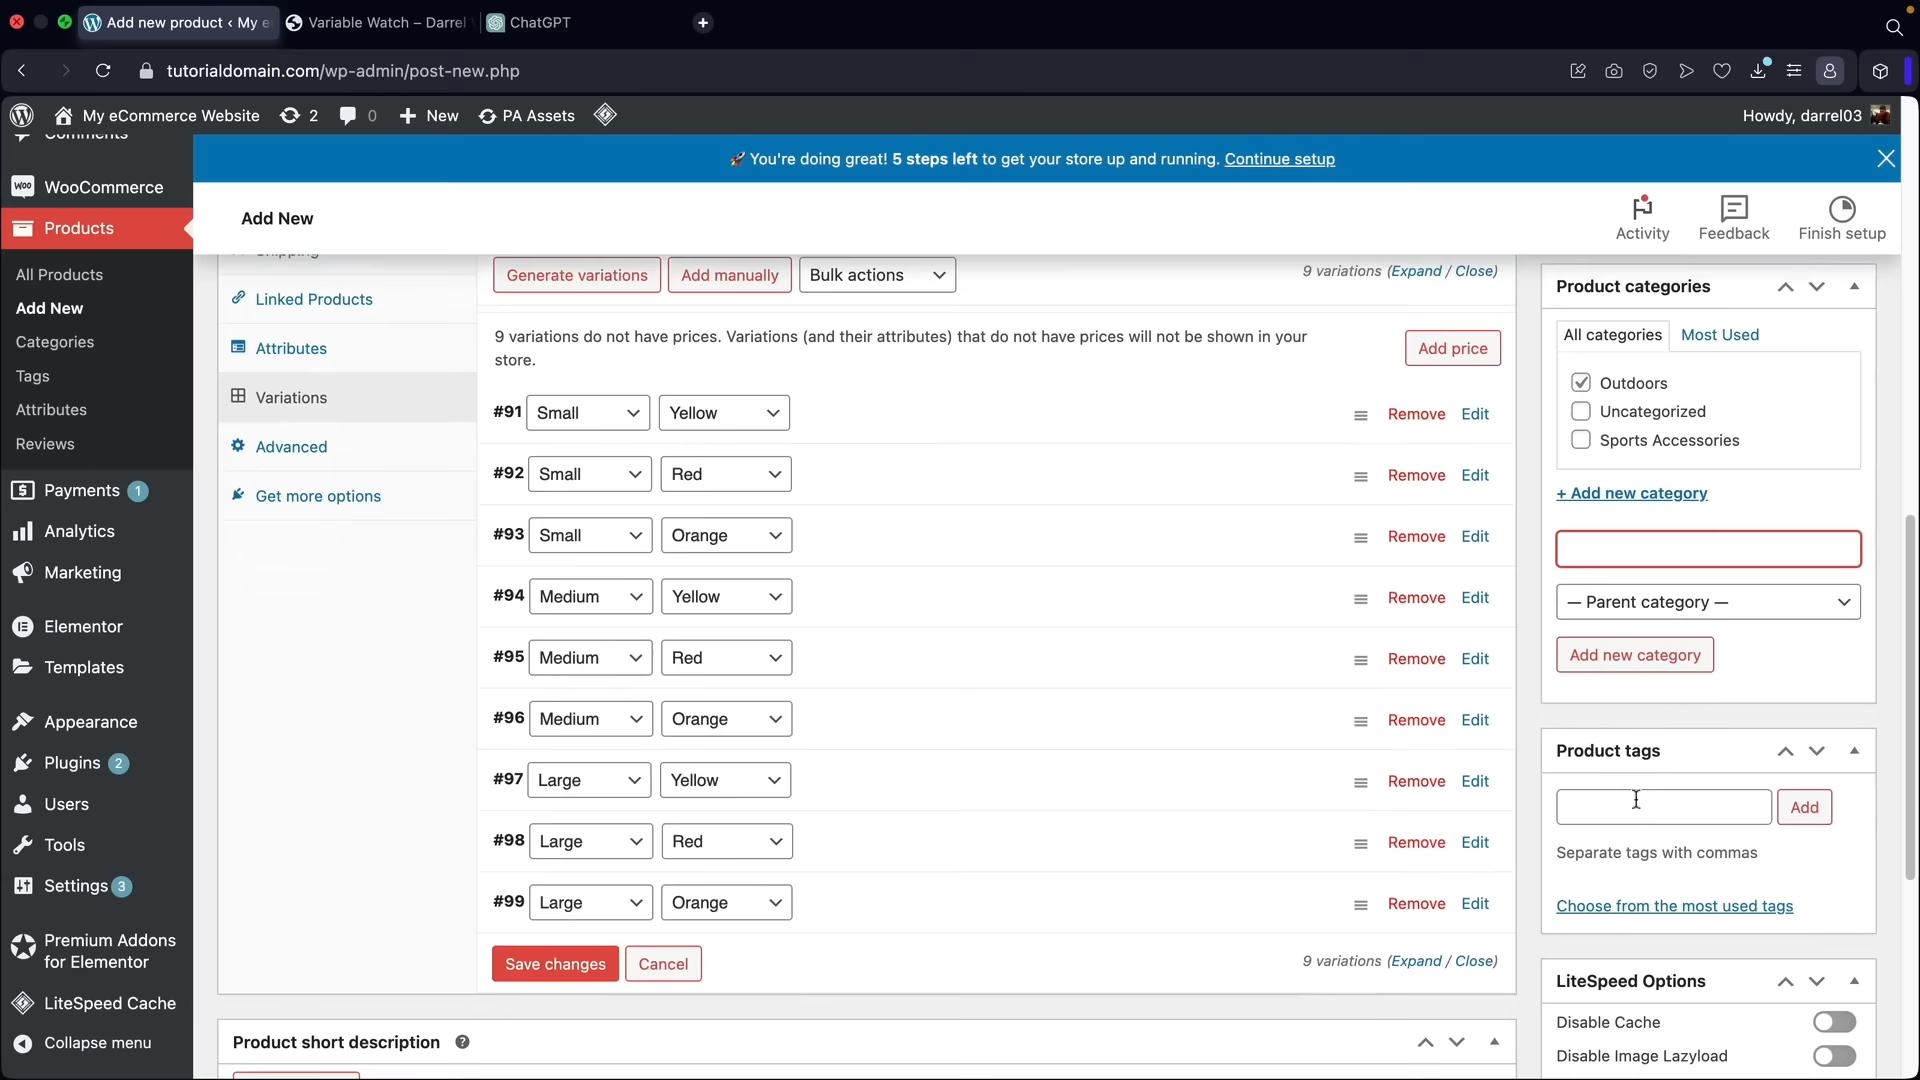 Add new product ‹ My e
Variable Watch – Darrel
ChatGPT
tutorialdomain.com/wp-admin/post-new.php
My eCommerce Website
2
0
New
PA Assets
Howdy, darrel03
Comments
WooCommerce
Products
All Products
Add New
Categories
Tags
Attributes
Reviews
Payments 1
Analytics
Marketing
Elementor
Templates
Appearance
Plugins 2
Users
Tools
Settings 3
Premium Addons
for Elementor
LiteSpeed Cache
Collapse menu
🚀 You're doing great! 5 steps left to get your store up and running. Continue setup
Add New
Activity
Feedback
Finish setup
Shipping
Linked Products
Attributes
Variations
Advanced
Get more options
Generate variations
Add manually
Bulk actions
9 variations (Expand / Close)
9 variations do not have prices. Variations (and their attributes) that do not have prices will not be shown in your
store.
Add price
#91 Small Yellow Remove Edit
#92 Small Red Remove Edit
#93 Small Orange Remove Edit
#94 Medium Yellow Remove Edit
#95 Medium Red Remove Edit
#96 Medium Orange Remove Edit
#97 Large Yellow Remove Edit
#98 Large Red Remove Edit
#99 Large Orange Remove Edit
Save changes
Cancel
9 variations (Expand / Close)
Product short description
Product categories
All categories
Most Used
Outdoors
Uncategorized
Sports Accessories
+ Add new category
— Parent category —
Add new category
Product tags
Add
Separate tags with commas
Choose from the most used tags
LiteSpeed Options
Disable Cache
Disable Image Lazyload